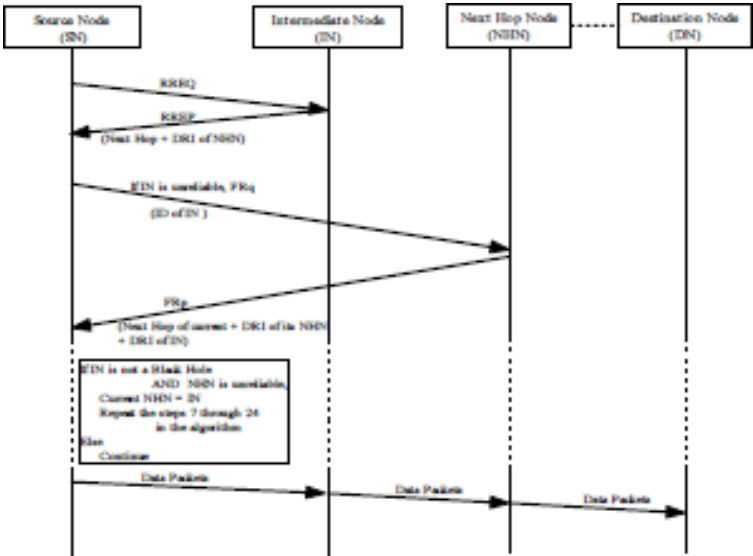 Source Node
(SN)
Intermediate Node
(IN)
Next Hop Node
(NHN)
Destination Node
(DN)
RREQ
RREP
(Next Hop + DRI of NHN)
If IN is unreliable, FRq
(ID of IN )
FRp
(Next Hop of current + DRI of its NHN
+ DRI of IN)
If IN is not a Black Hole
AND NHN is unreliable,
Current NHN = IN
Repeat the steps 7 through 24
in the algorithm
Else
Continue
Data Packets
Data Packets
Data Packets